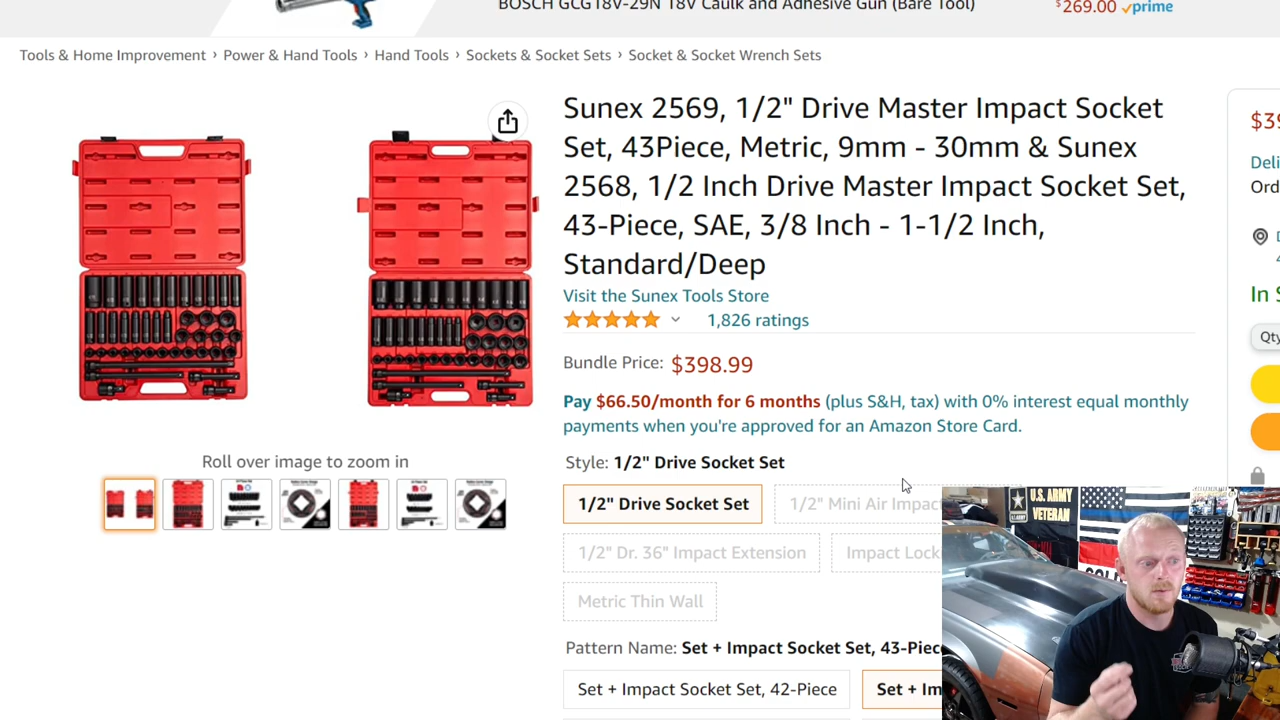 BOSCH GCG18V-29N 18V Caulk and Adhesive Gun (Bare Tool)
$269.00 prime
Tools & Home Improvement › Power & Hand Tools › Hand Tools › Sockets & Socket Sets › Socket & Socket Wrench Sets
Sunex 2569, 1/2" Drive Master Impact Socket
Set, 43Piece, Metric, 9mm - 30mm & Sunex
2568, 1/2 Inch Drive Master Impact Socket Set,
43-Piece, SAE, 3/8 Inch - 1-1/2 Inch,
Standard/Deep
Visit the Sunex Tools Store
1,826 ratings
Bundle Price: $398.99
Pay $66.50/month for 6 months (plus S&H, tax) with 0% interest equal monthly
payments when you're approved for an Amazon Store Card.
Style: 1/2" Drive Socket Set
1/2" Drive Socket Set
1/2" Mini Air Impac
1/2" Dr. 36" Impact Extension
Impact Lock
Metric Thin Wall
Pattern Name: Set + Impact Socket Set, 43-Piec
Set + Impact Socket Set, 42-Piece
Set + Im
Roll over image to zoom in
$39
Deli
Ord
In S
Qty
U.S. ARMY
VETERAN